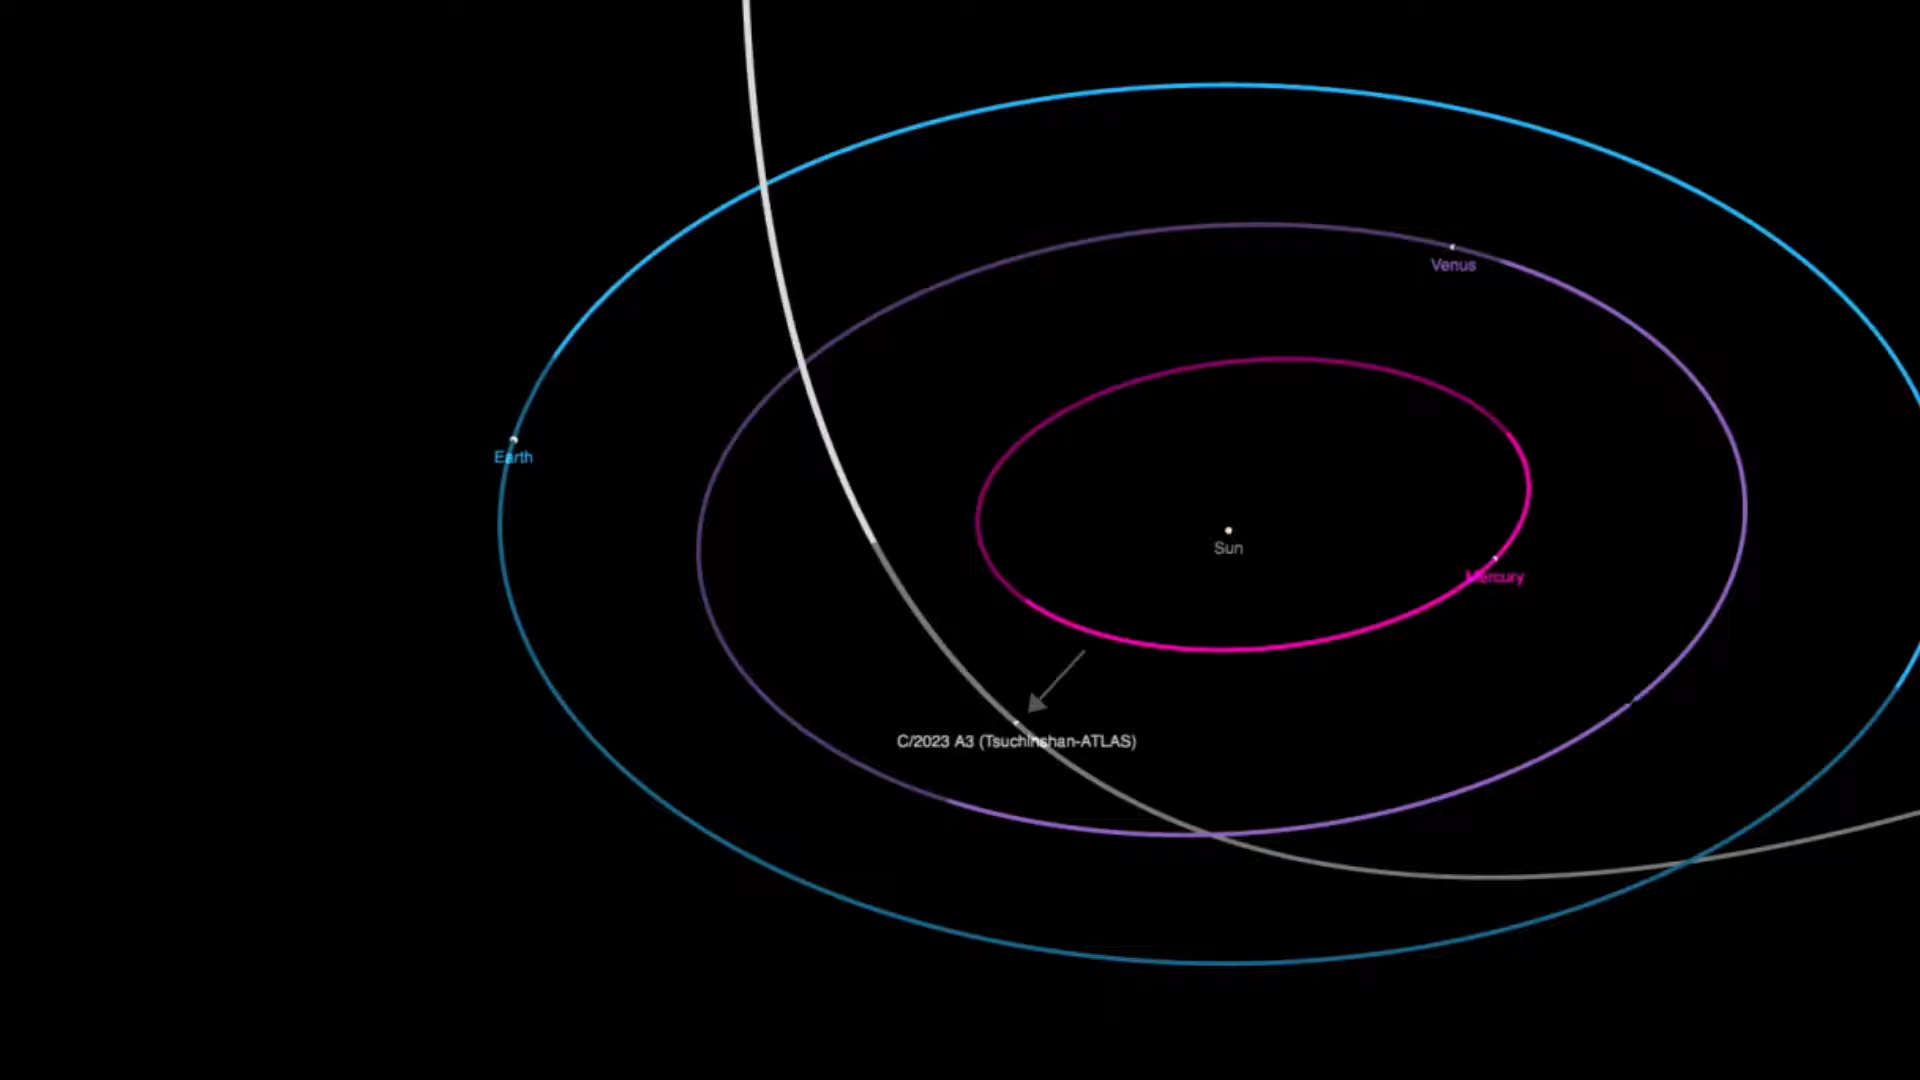 Venus
Earth
Sun
Mercury
C/2023 A3 (Tsuchinshan-ATLAS)